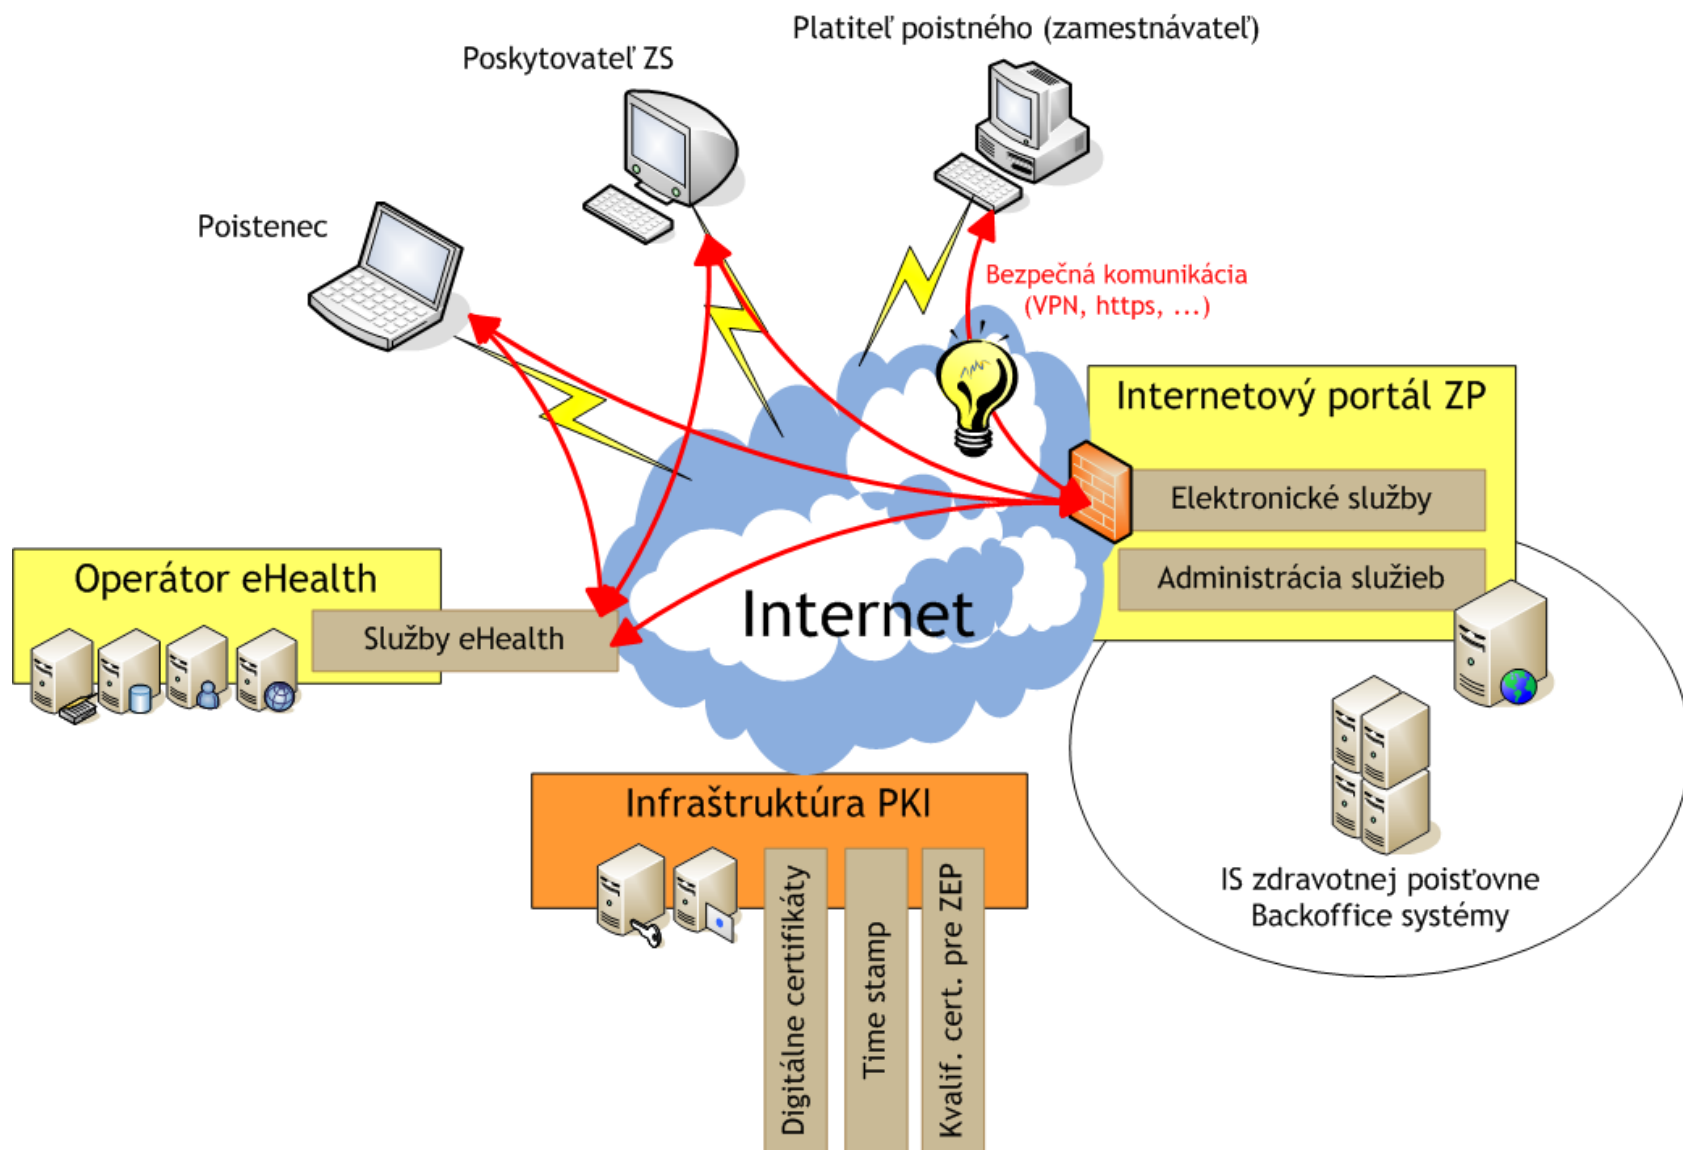 Platiteľ poistného (zamestnávateľ)
Poskytovateľ ZS
Poistenec
Bezpečná komunikácia
(VPN, https, ...)
Internetový portál ZP
Elektronické služby
Administrácia služieb
Operátor eHealth
Služby eHealth
Internet
Infraštruktúra PKI
Digitálne certifikáty
Time stamp
Kvalif. cert. pre ZEP
IS zdravotnej poisťovne
Backoffice systémy